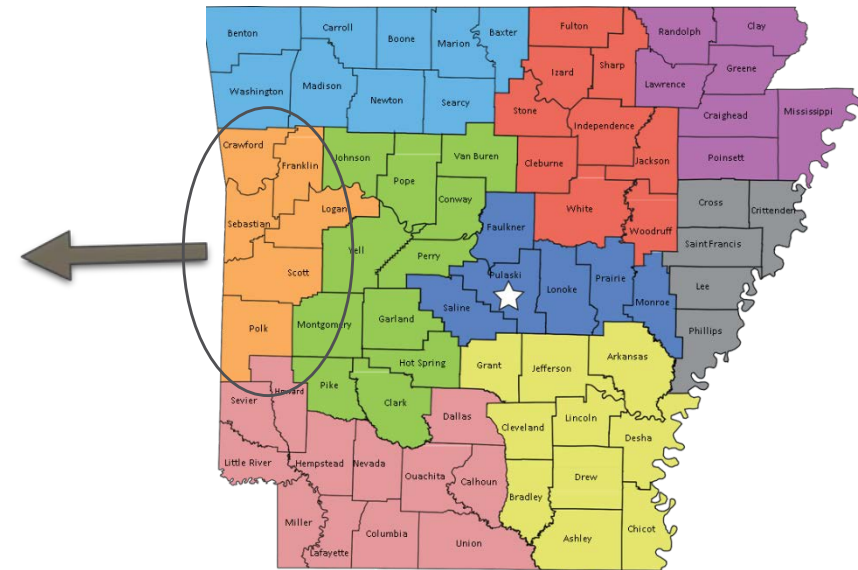 Benton
Carroll
Boone
Marion
Baxter
Fulton
Randolph
Clay
Washington
Madison
Newton
Searcy
Izard
Sharp
Lawrence
Greene
Stone
Independence
Craighead
Mississippi
Crawford
Franklin
Johnson
Pope
Van Buren
Cleburne
Jackson
Poinsett
Logan
Conway
White
Woodruff
Cross
Crittenden
Sebastian
Yell
Perry
Faulkner
Saint Francis
Scott
Pulaski
Lonoke
Prairie
Monroe
Lee
Polk
Montgomery
Garland
Saline
Phillips
Hot Spring
Grant
Jefferson
Arkansas
Sevier
Howard
Pike
Clark
Dallas
Cleveland
Lincoln
Desha
Little River
Hempstead
Nevada
Ouachita
Calhoun
Bradley
Drew
Miller
Lafayette
Columbia
Union
Ashley
Chicot